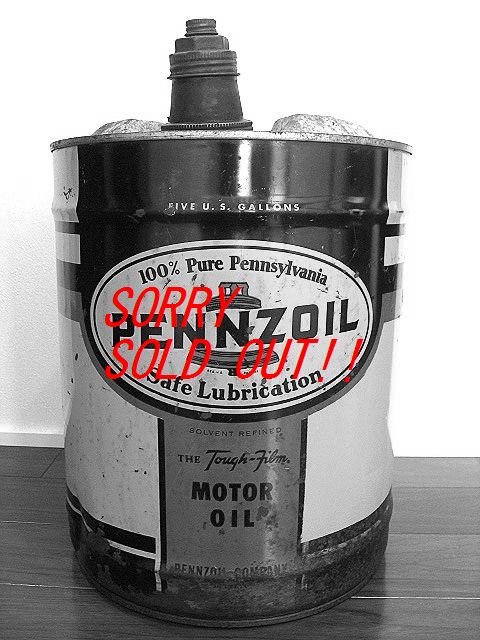 FIVE U.S. GALLONS
100% Pure Pennsylvania
SORRY
PENNZOIL
SOLD OUT!!
Safe Lubrication
SOLVENT REFINED
THE Tough-Film
MOTOR
OIL
PENNZOIL COMPANY